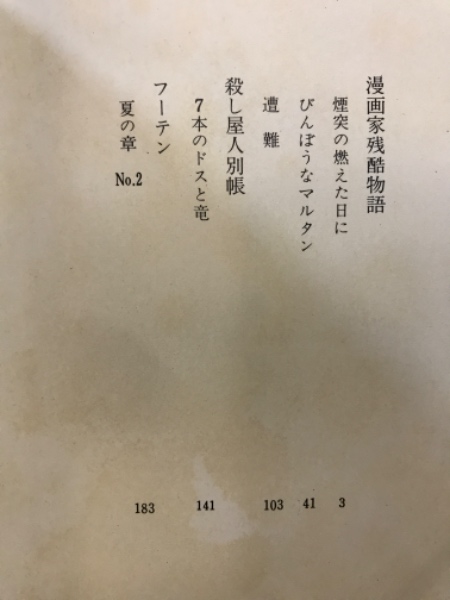 漫画家残酷物語
煙突の燃えた日に 3
びんぼうなマルタン 41
遭難 103
殺し屋人別帳
7本のドスと竜 141
フーテン
夏の章 No.2 183